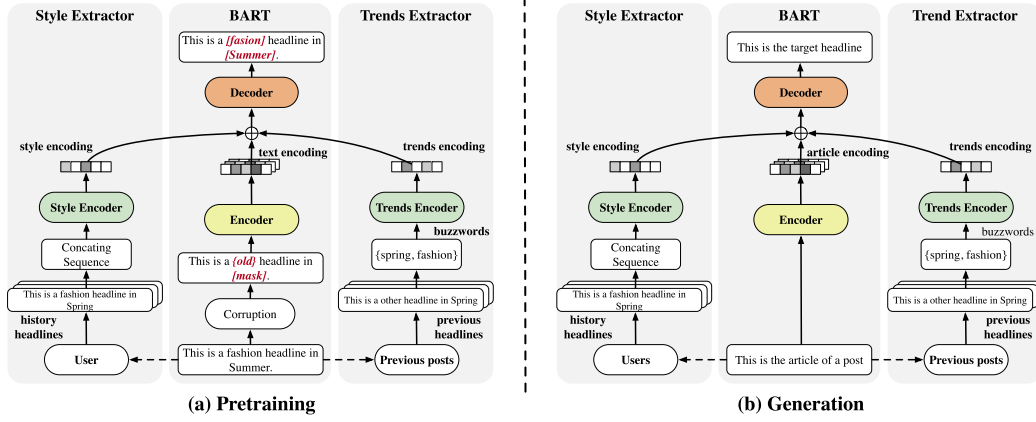 Style Extractor
BART
Trends Extractor
This is a [fasion] headline in
[Summer].
Decoder
style encoding
text encoding
trends encoding
Style Encoder
Encoder
Trends Encoder
buzzwords
Concating
Sequence
This is a {old} headline in
[mask].
{spring, fashion}
This is a fashion headline in
Spring
Corruption
This is a other headline in Spring
history
headlines
previous
headlines
User
This is a fashion headline in
Summer.
Previous posts
(a) Pretraining
Style Extractor
BART
Trend Extractor
This is the target headline
Decoder
style encoding
article encoding
trends encoding
Style Encoder
Encoder
Trends Encoder
buzzwords
Concating
Sequence
{spring, fashion}
This is a fashion headline in
Spring
This is a other headline in Spring
history
headlines
previous
headlines
Users
This is the article of a post
Previous posts
(b) Generation